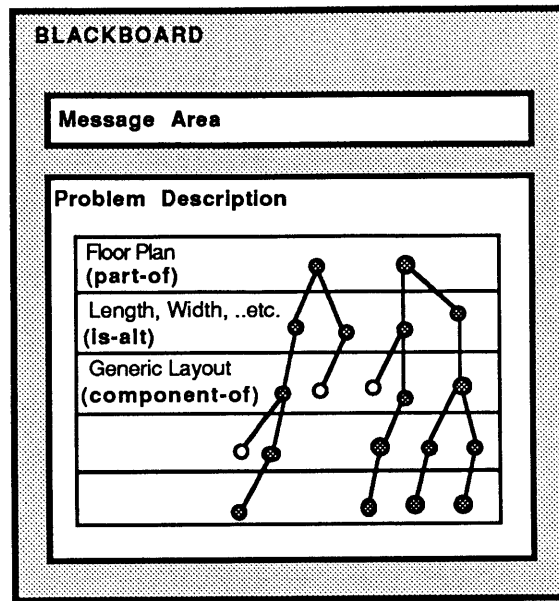 BLACKBOARD
Message Area
Problem Description
Floor Plan
(part-of)
Length, Width, ..etc.
(is-alt)
Generic Layout
(component-of)